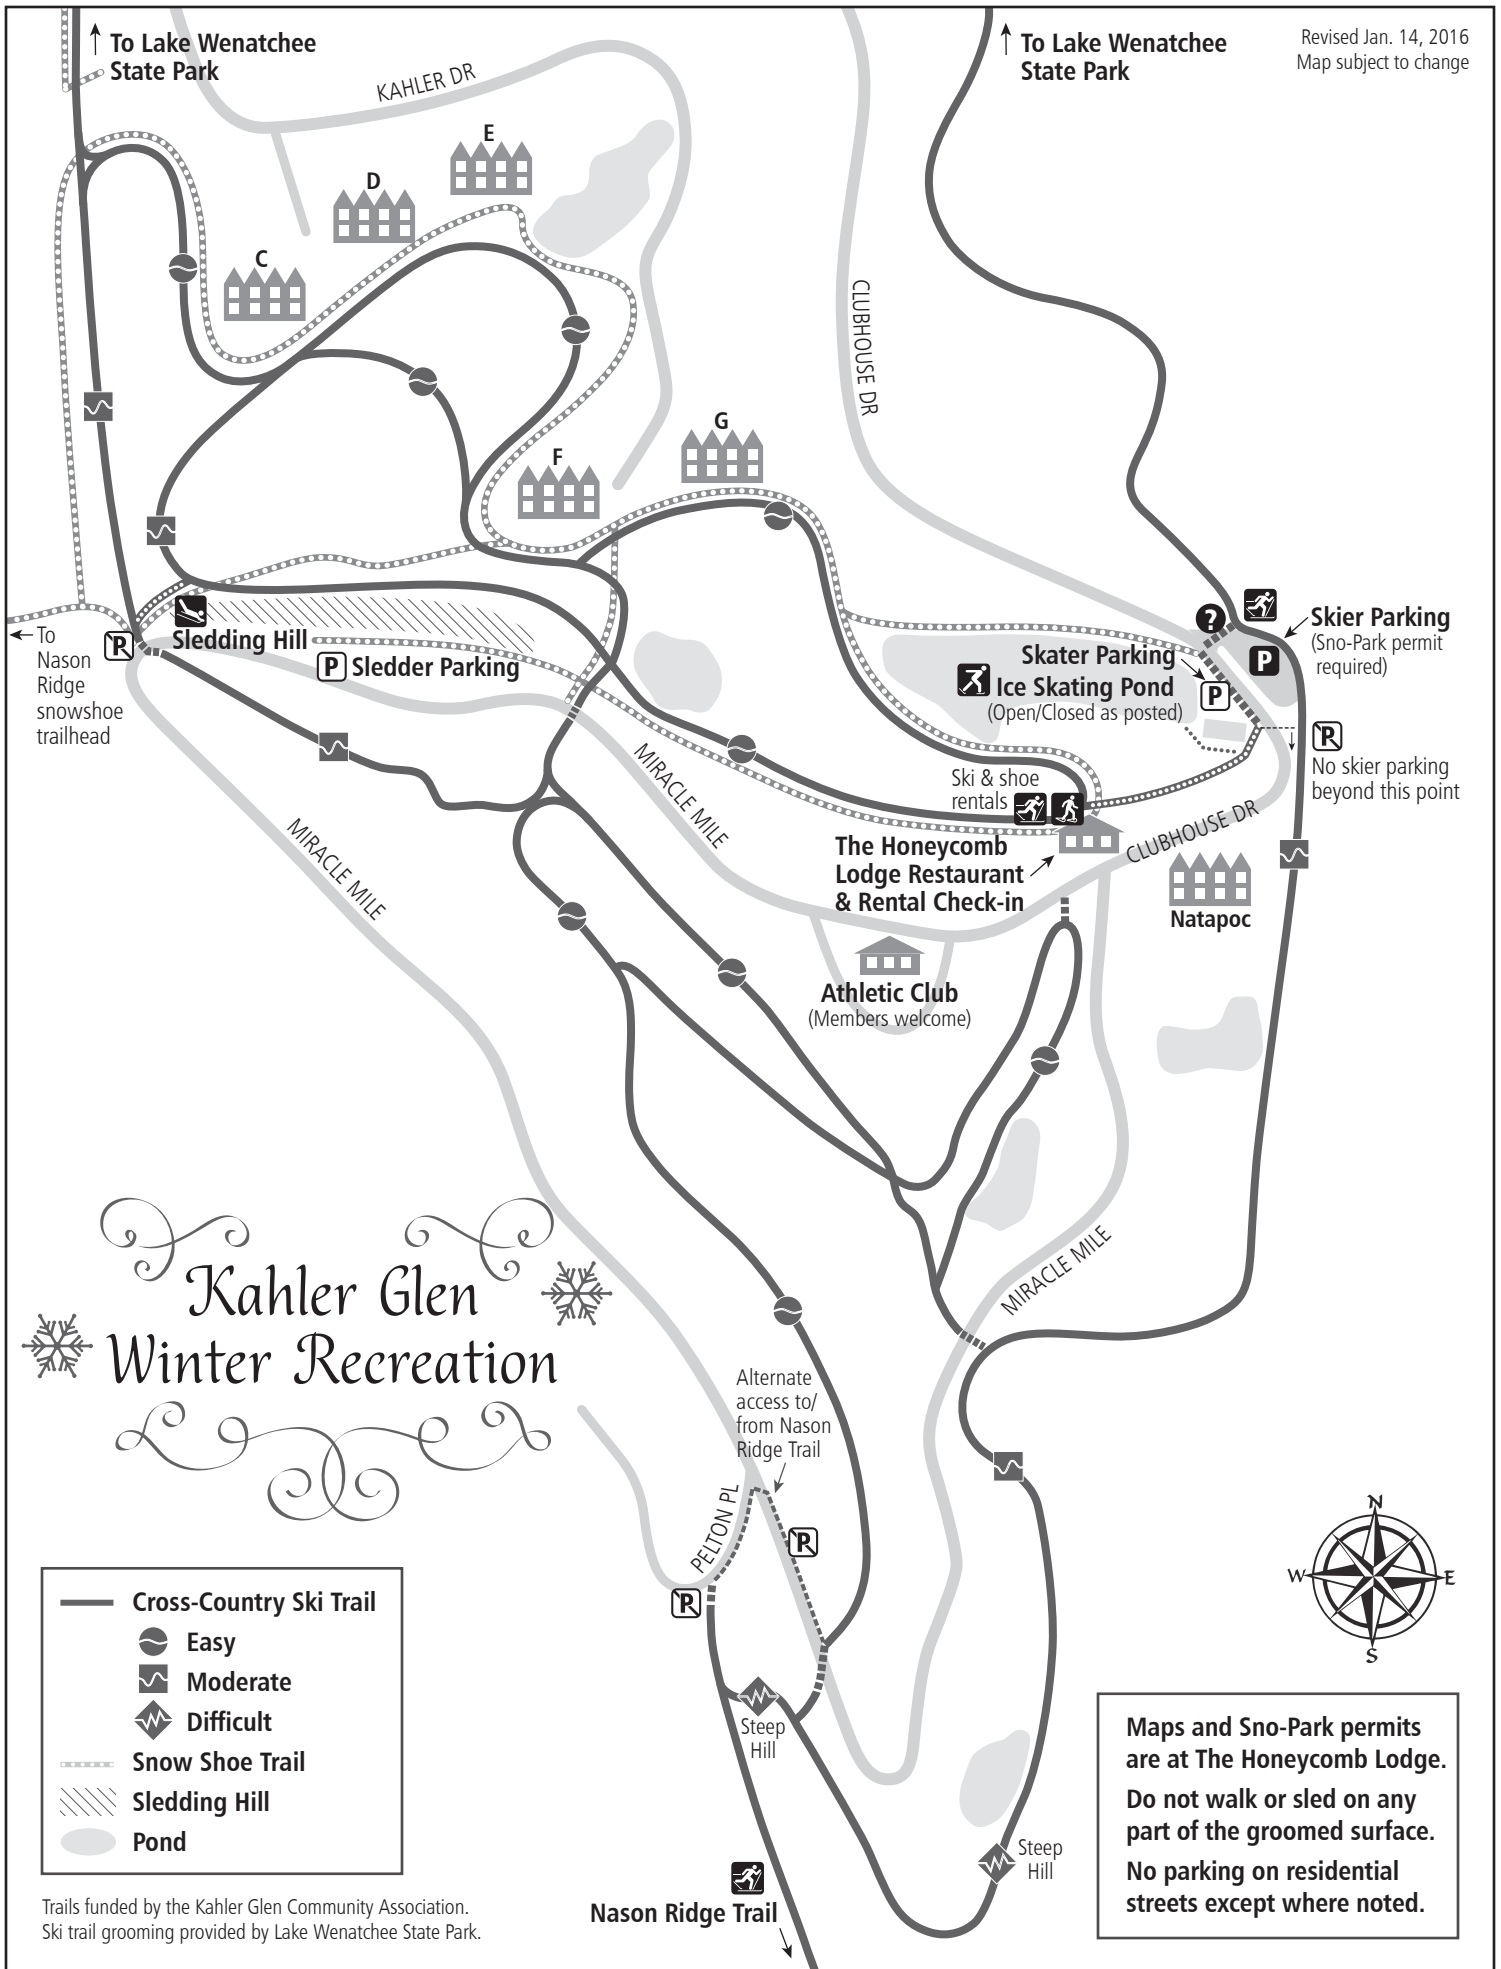 To Lake Wenatchee
State Park
To Lake Wenatchee
State Park
Revised Jan. 14, 2016
Map subject to change
KAHLER DR
E
D
C
CLUBHOUSE DR
G
F
?
Skier Parking
(Sno-Park permit
required)
P
Skater Parking
P
Ice Skating Pond
(Open/Closed as posted)
P
No skier parking
beyond this point
To
Nason
Ridge
snowshoe
trailhead
P
Sledding Hill
P Sledder Parking
MIRACLE MILE
Ski & shoe
rentals
The Honeycomb
Lodge Restaurant
& Rental Check-in
CLUBHOUSE DR
Natapoc
MIRACLE MILE
Athletic Club
(Members welcome)
MIRACLE MILE
Kahler Glen
Winter Recreation
Alternate
access to/
from Nason
Ridge Trail
PELTON PL
P
P
Steep
Hill
Steep
Hill
Nason Ridge Trail
N
W
E
S
Cross-Country Ski Trail
Easy
Moderate
Difficult
Snow Shoe Trail
Sledding Hill
Pond
Trails funded by the Kahler Glen Community Association.
Ski trail grooming provided by Lake Wenatchee State Park.
Maps and Sno-Park permits
are at The Honeycomb Lodge.
Do not walk or sled on any
part of the groomed surface.
No parking on residential
streets except where noted.